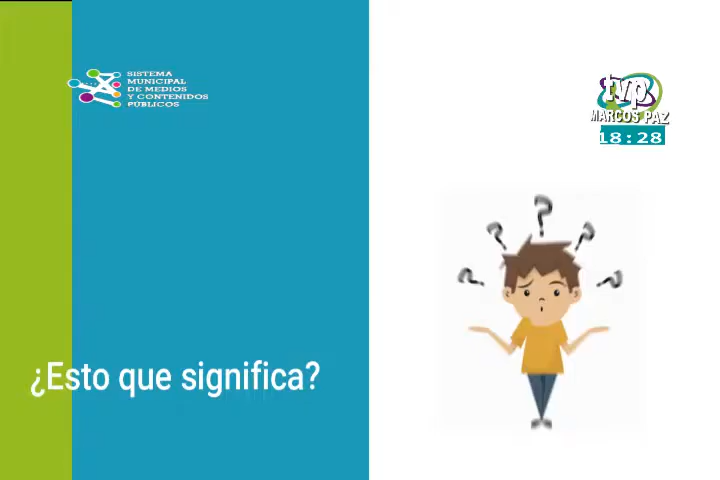 SISTEMA
MUNICIPAL
DE MEDIOS
Y CONTENIDOS
PÚBLICOS
tvp
MARCOS PAZ
18:28
? ? ? ? ?
¿Esto que significa?